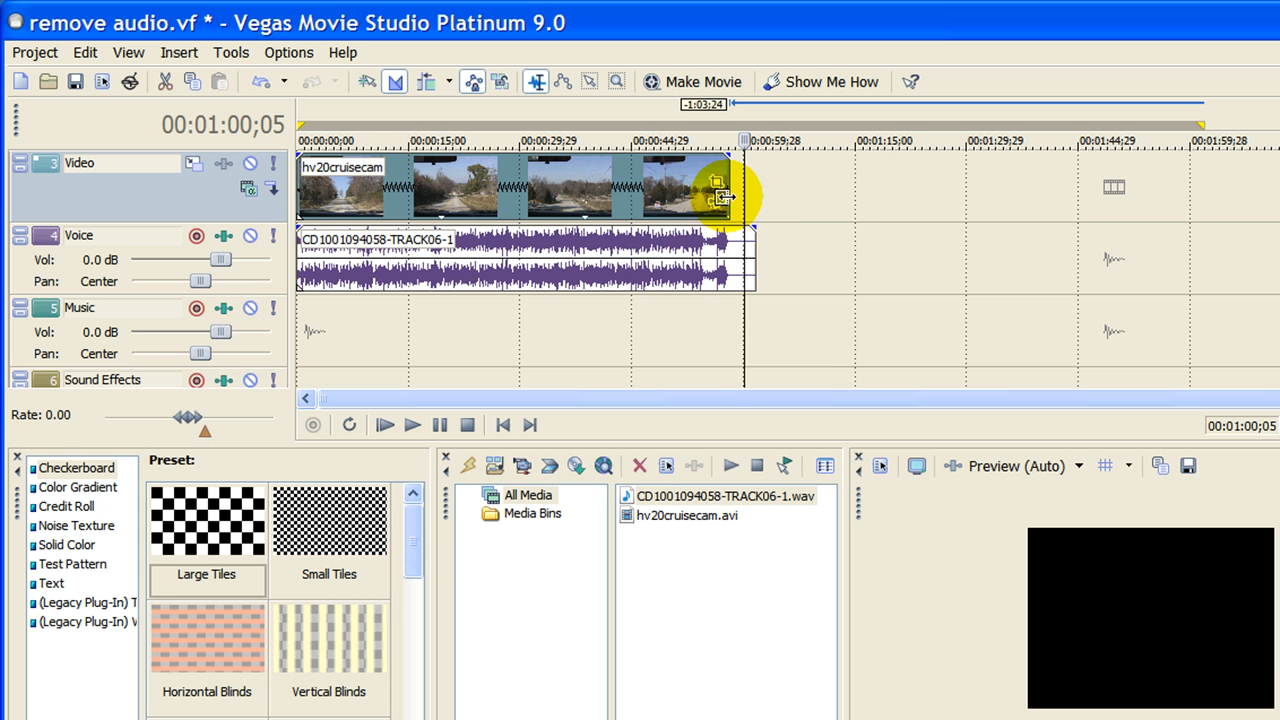 remove audio.vf * - Vegas Movie Studio Platinum 9.0
Project Edit View Insert Tools Options Help
Make Movie Show Me How
-1:03;24
00:01:00;05
00:00:00;00 00:00:15;00 00:00:29;29 00:00:44;29 00:00:59;28 00:01:15;00 00:01:29;29 00:01:44;29 00:01:59;28
3 Video
hv20cruisecam
4 Voice
CD1001094058-TRACK06-1
Vol: 0.0 dB
Pan: Center
5 Music
Vol: 0.0 dB
Pan: Center
6 Sound Effects
Rate: 0.00
00:01:00;05
Checkerboard
Color Gradient
Credit Roll
Noise Texture
Solid Color
Test Pattern
Text
(Legacy Plug-In) T
(Legacy Plug-In)
Preset:
Large Tiles Small Tiles
Horizontal Blinds Vertical Blinds
All Media
Media Bins
CD1001094058-TRACK06-1.wav
hv20cruisecam.avi
Preview (Auto)